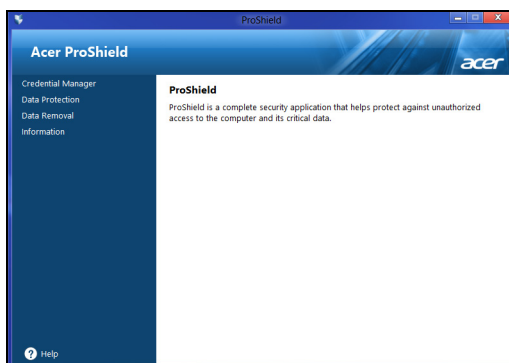 ProShield
Acer ProShield
acer
Credential Manager
Data Protection
Data Removal
Information
ProShield
ProShield is a complete security application that helps protect against unauthorized
access to the computer and its critical data.
? Help